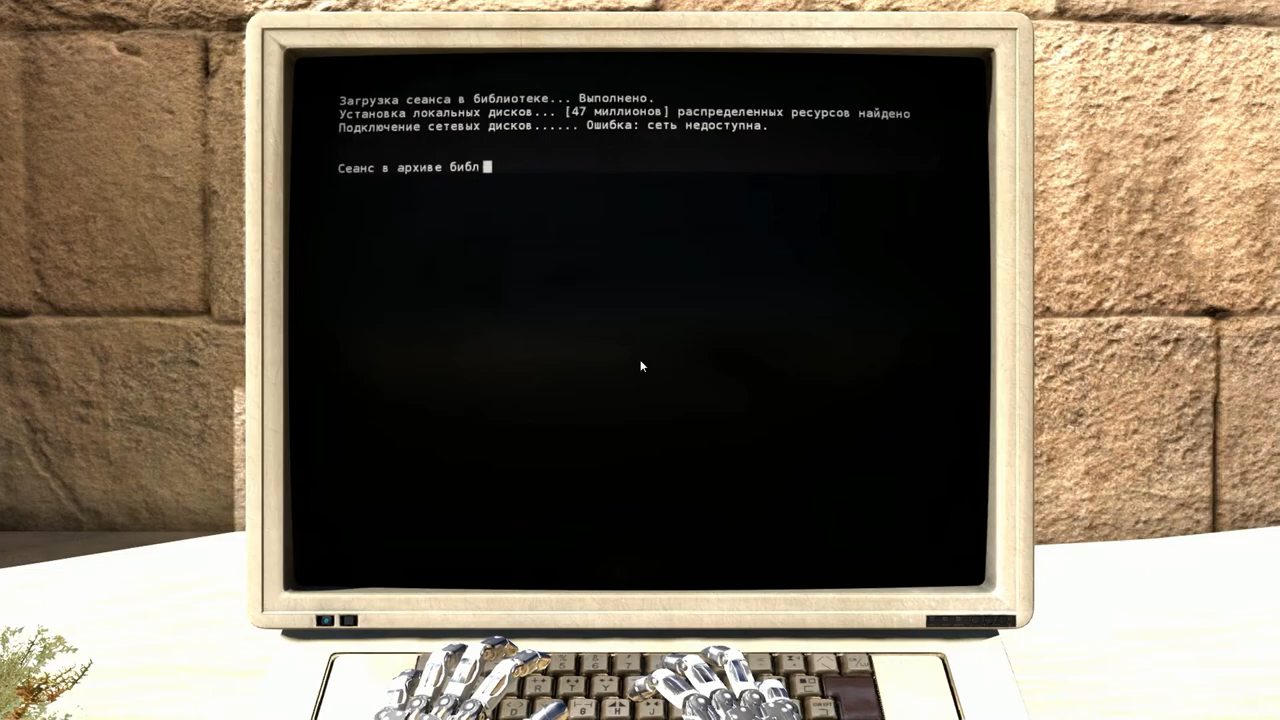 Загрузка сеанса в библиотеке... Выполнено.
Установка локальных дисков... [47 миллионов] распределенных ресурсов найдено
Подключение сетевых дисков...... Ошибка: сеть недоступна.
Сеанс в архиве библ